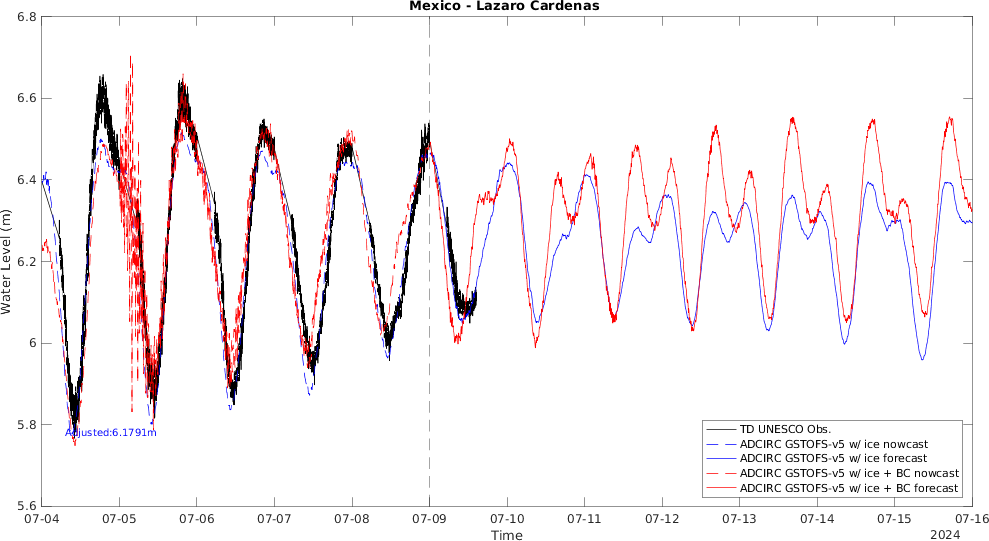 Mexico - Lazaro Cardenas
6.8
6.6
6.4
6.2
6
5.8
5.6
Water Level (m)
Adjusted:6.1791m
TD UNESCO Obs.
ADCIRC GSTOFS-v5 w/ ice nowcast
ADCIRC GSTOFS-v5 w/ ice forecast
ADCIRC GSTOFS-v5 w/ ice + BC nowcast
ADCIRC GSTOFS-v5 w/ ice + BC forecast
07-04 07-05 07-06 07-07 07-08 07-09 07-10 07-11 07-12 07-13 07-14 07-15 07-16
Time
2024